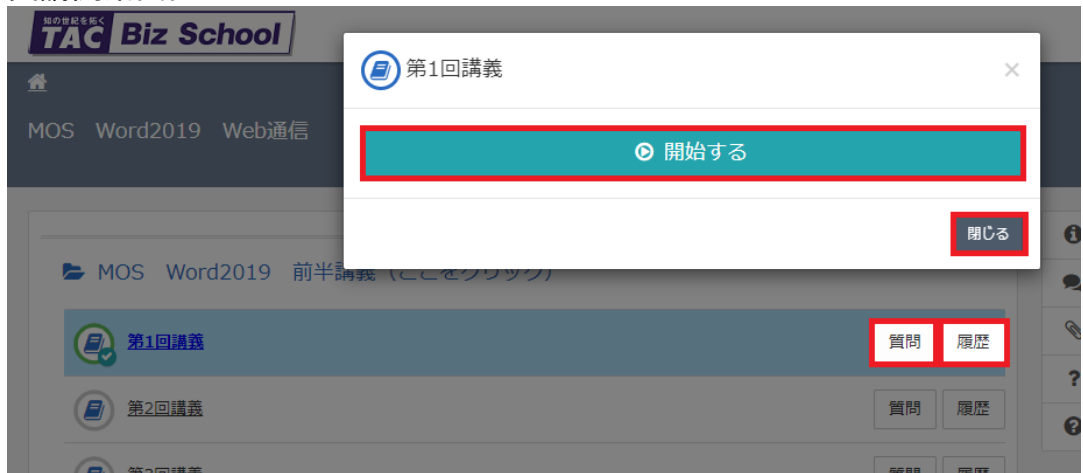 知の世紀を拓く
TAC Biz School
第1回講義
×
MOS Word2019 Web通信
開始する
閉じる
MOS Word2019 前半講義(ここをクリック)
第1回講義 質問 履歴
第2回講義 質問 履歴